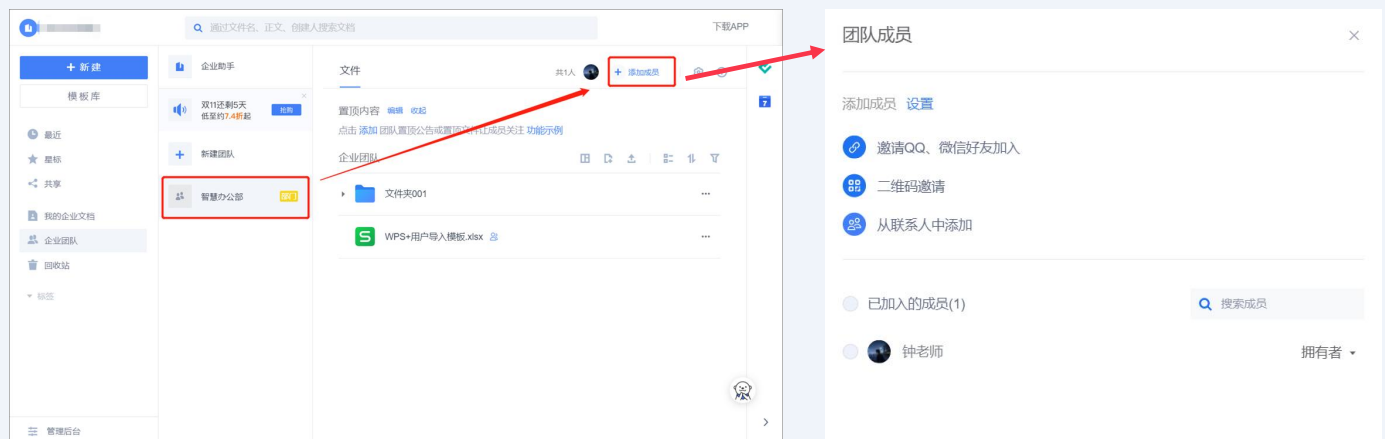 通过文件名、正文、创建人搜索文档
下载APP
+ 新建
模板库
最近
星标
共享
我的企业文档
企业团队
回收站
标签
管理后台
企业助手
双11还剩5天
低至约7.4折起
抢购
新建团队
智慧办公部
部门
文件
共1人
+ 添加成员
置顶内容 编辑 收起
点击 添加 团队置顶公告或置顶文件让成员关注 功能示例
企业团队
文件夹001
WPS+用户导入模板.xlsx
7
团队成员
添加成员 设置
邀请QQ、微信好友加入
二维码邀请
从联系人中添加
已加入的成员(1)
搜索成员
钟老师
拥有者